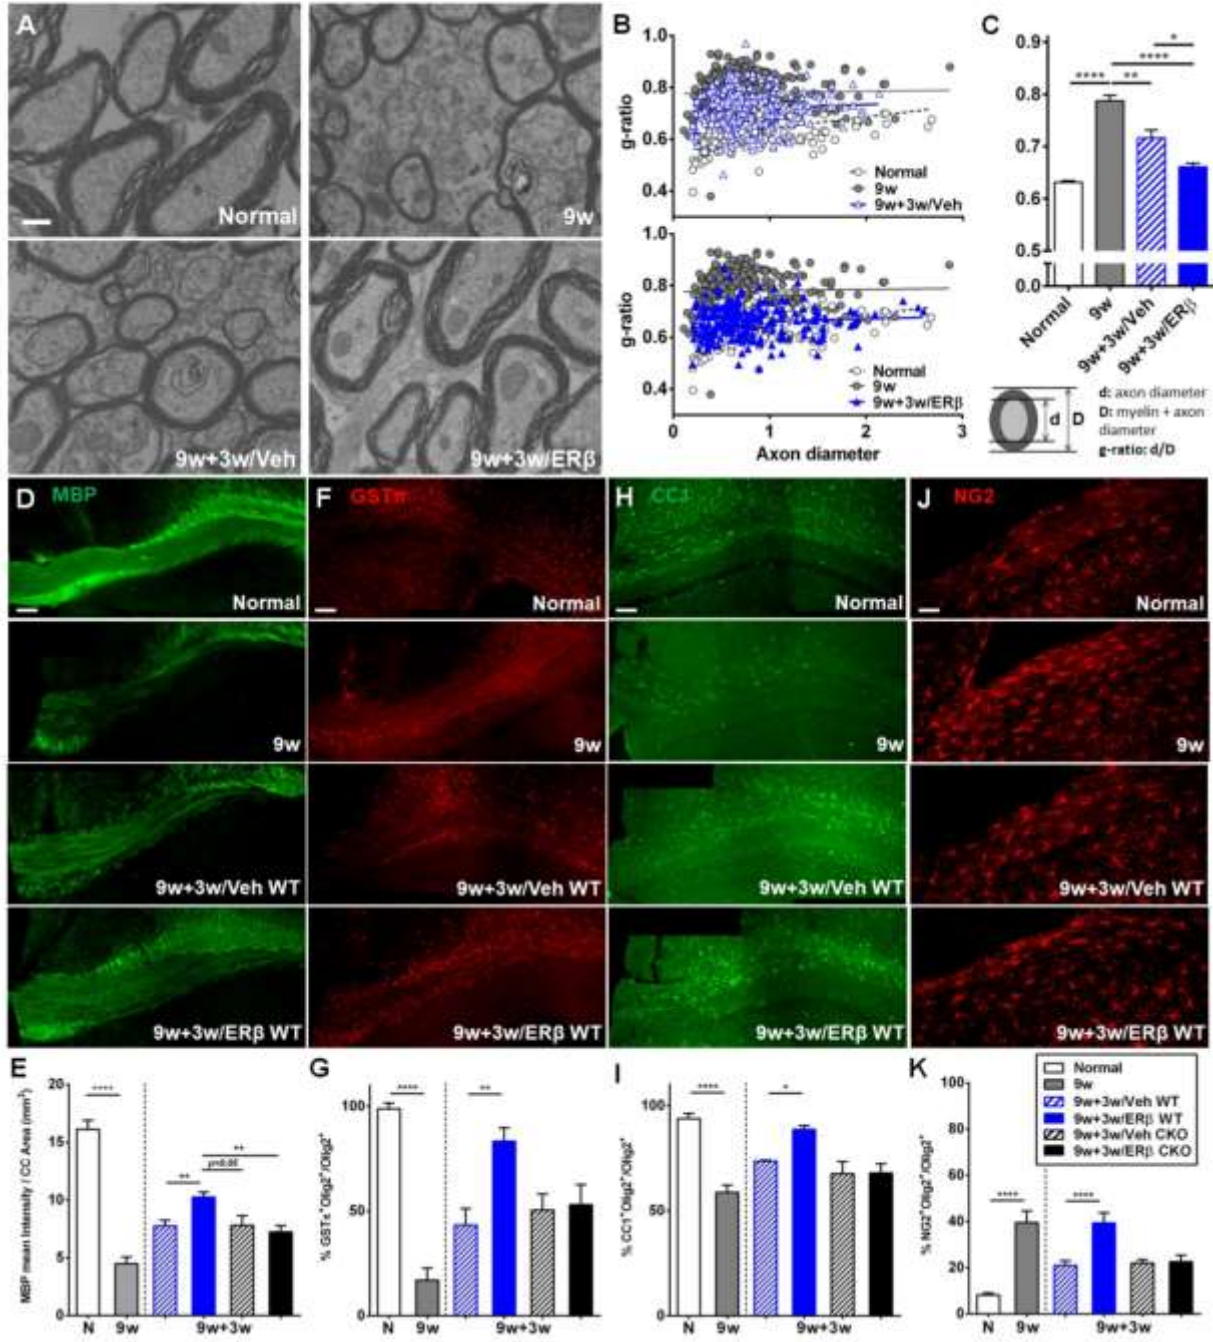 A
Normal
9w
9w+3w/Veh
9w+3w/ERβ
B
g-ratio
1.0
0.8
0.6
0.4
Normal
9w
9w+3w/Veh
g-ratio
1.0
0.8
0.6
0.4
Normal
9w
9w+3w/ERβ
0 1 2 3
Axon diameter
C
* 
****
**** **
0.9
0.8
0.7
0.6
0.5
0.0
Normal
9w
9w+3w/Veh
9w+3w/ERβ
d D
d: axon diameter
D: myelin + axon
diameter
g-ratio: d/D
D MBP
Normal
9w
9w+3w/Veh WT
9w+3w/ERβ WT
F GSTπ
Normal
9w
9w+3w/Veh WT
9w+3w/ERβ WT
H CC1
Normal
9w
9w+3w/Veh WT
9w+3w/ERβ WT
J NG2
Normal
9w
9w+3w/Veh WT
9w+3w/ERβ WT
E
MBP mean Intensity / CC Area (mm²)
20
15
10
5
0
****
**
p=0.06
**
N 9w 9w+3w
G
% GSTπ⁺Olig2⁺/Olig2⁺
100
50
0
****
**
N 9w 9w+3w
I
% CC1⁺Olig2⁺/Olig2⁺
100
50
0
****
*
N 9w 9w+3w
K
% NG2⁺Olig2⁺/Olig2⁺
100
80
60
40
20
0
****
****
N 9w 9w+3w
Normal
9w
9w+3w/Veh WT
9w+3w/ERβ WT
9w+3w/Veh CKO
9w+3w/ERβ CKO